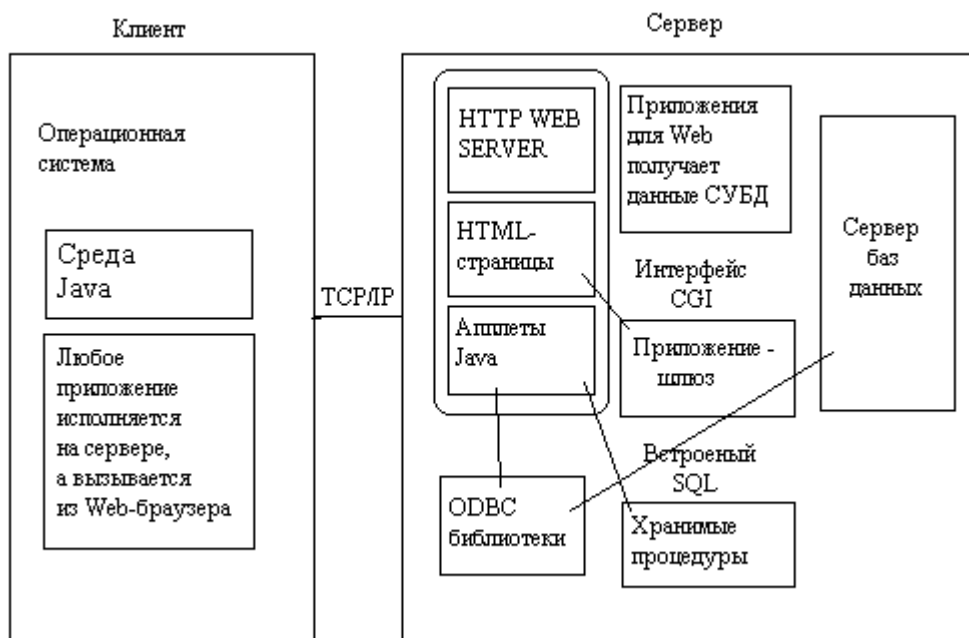 Клиент
Сервер
Операционная
система
Среда
Java
Любое
приложение
исполняется
на сервере,
а вызывается
из Web-браузера
TCP/IP
HTTP WEB
SERVER
HTML-
страницы
Апплеты
Java
ODBC
библиотеки
Приложения
для Web
получает
данные СУБД
Интерфейс
CGI
Приложение -
шлюз
Встроеный
SQL
Хранимые
процедуры
Сервер
баз
данных